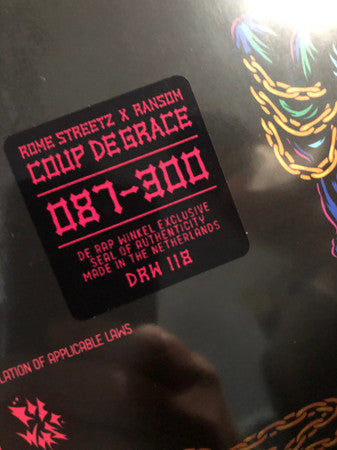 ROME STREETZ X RANSOM
COUP DE GRACE
087-300
DE RAP WINKEL EXCLUSIVE
SEAL OF AUTHENTICITY
MADE IN THE NETHERLANDS
DRW 118
LATION OF APPLICABLE LAWS.